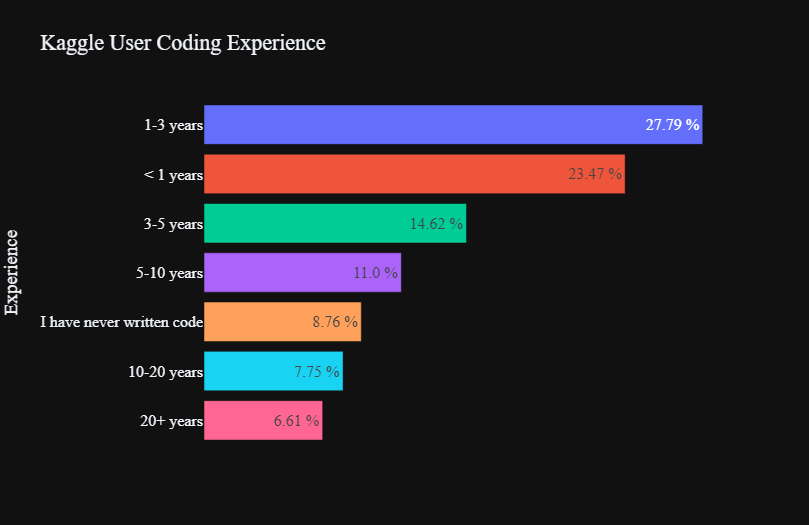 Kaggle User Coding Experience
Experience
1-3 years 27.79 %
< 1 years 23.47 %
3-5 years 14.62 %
5-10 years 11.0 %
I have never written code 8.76 %
10-20 years 7.75 %
20+ years 6.61 %